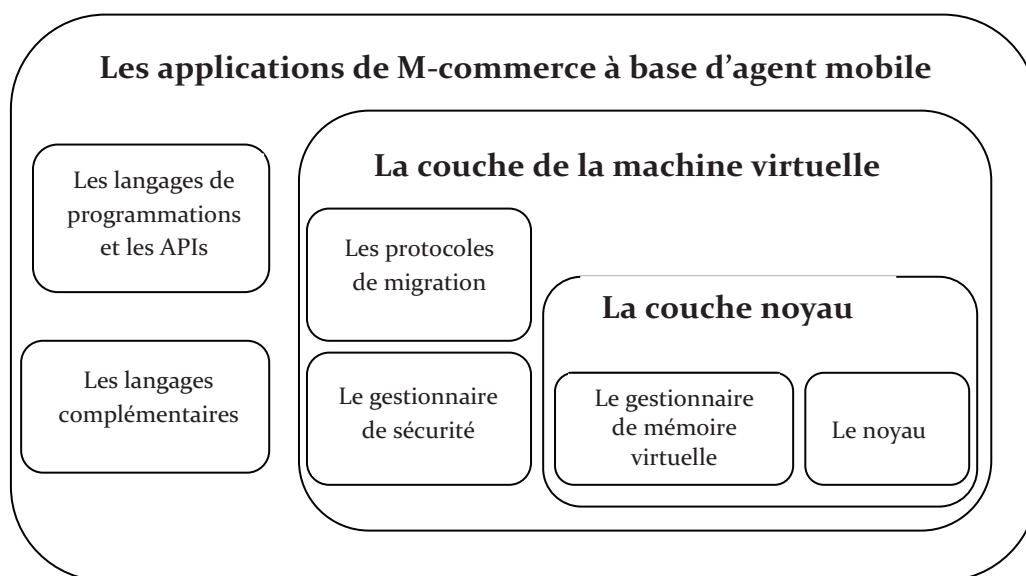 Les applications de M-commerce à base d'agent mobile
La couche de la machine virtuelle
Les langages de
programmations
et les APIs
Les protocoles
de migration
La couche noyau
Les langages
complémentaires
Le gestionnaire
de sécurité
Le gestionnaire
de mémoire
virtuelle
Le noyau